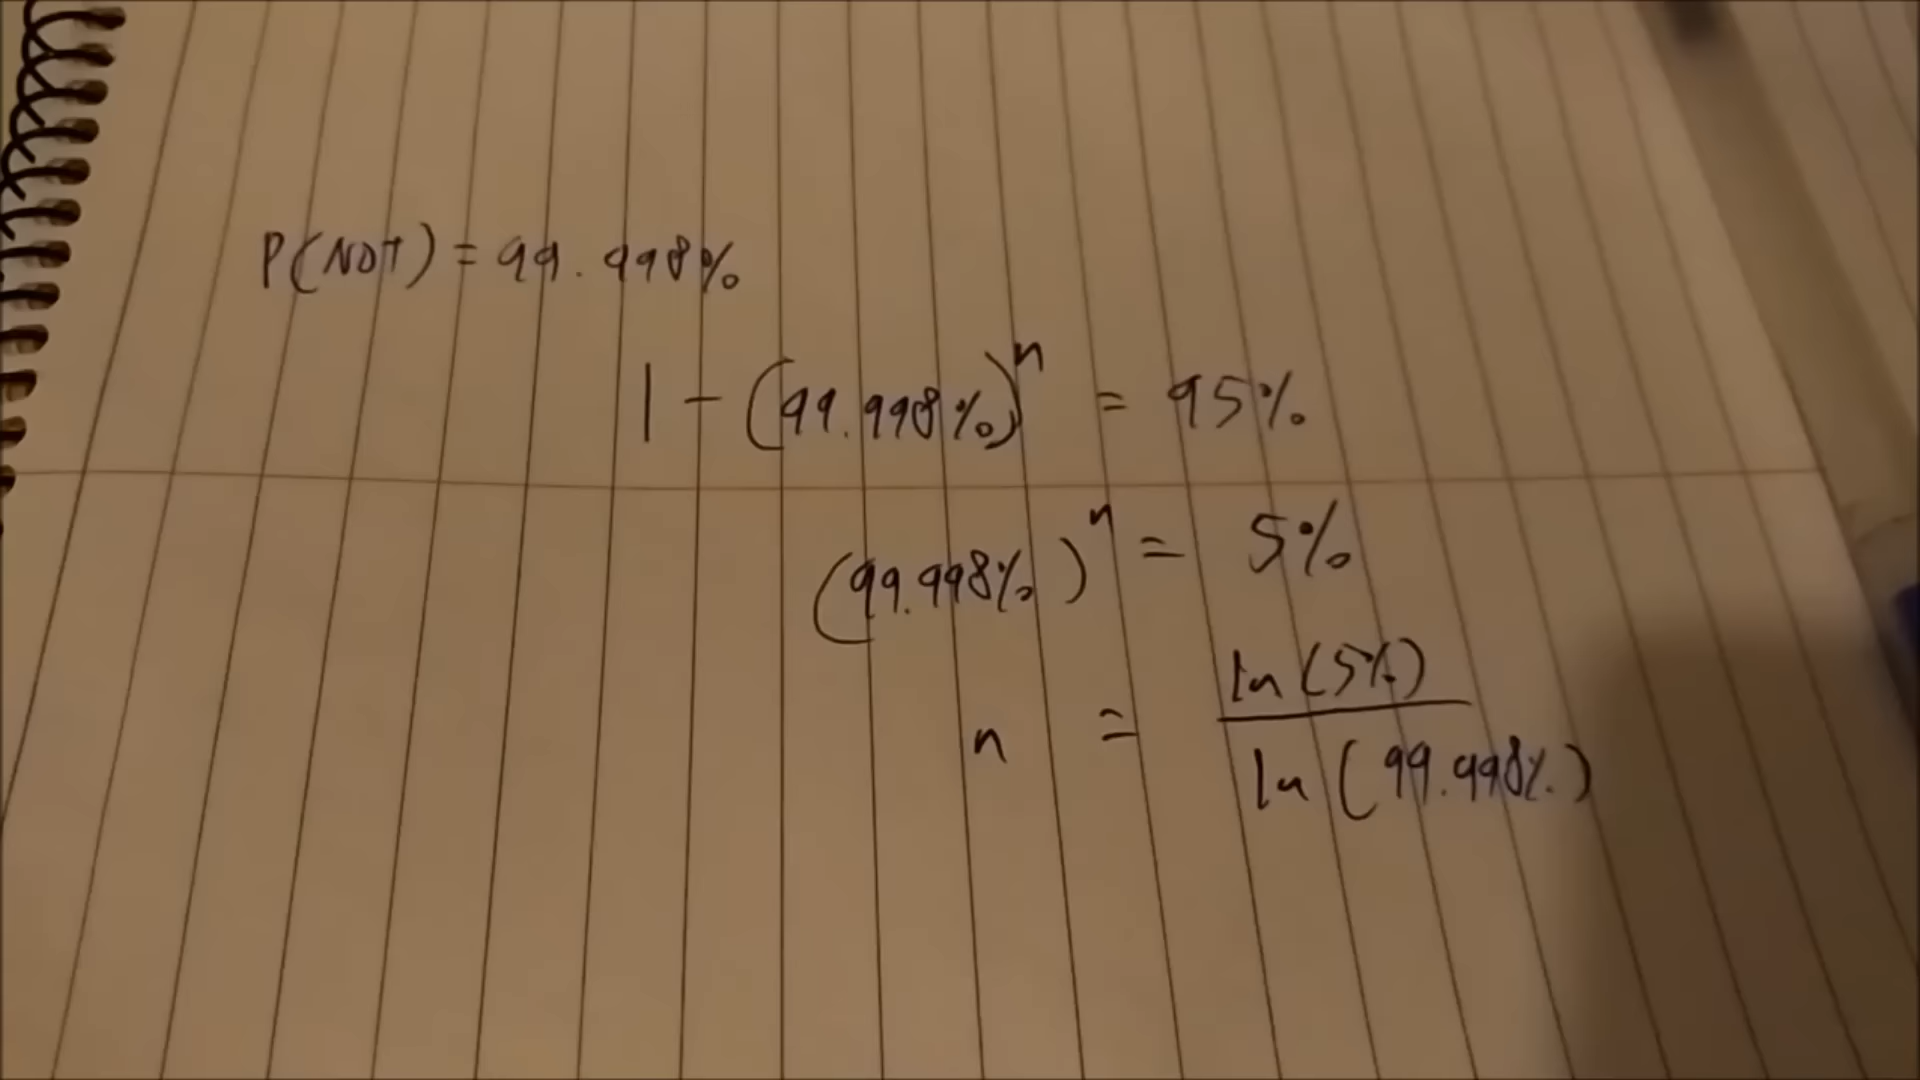 P(NOT) = 99.998%
1 - (99.998%)^n = 95%
(99.998%)^n = 5%
n = ln(5%) / ln(99.998%)